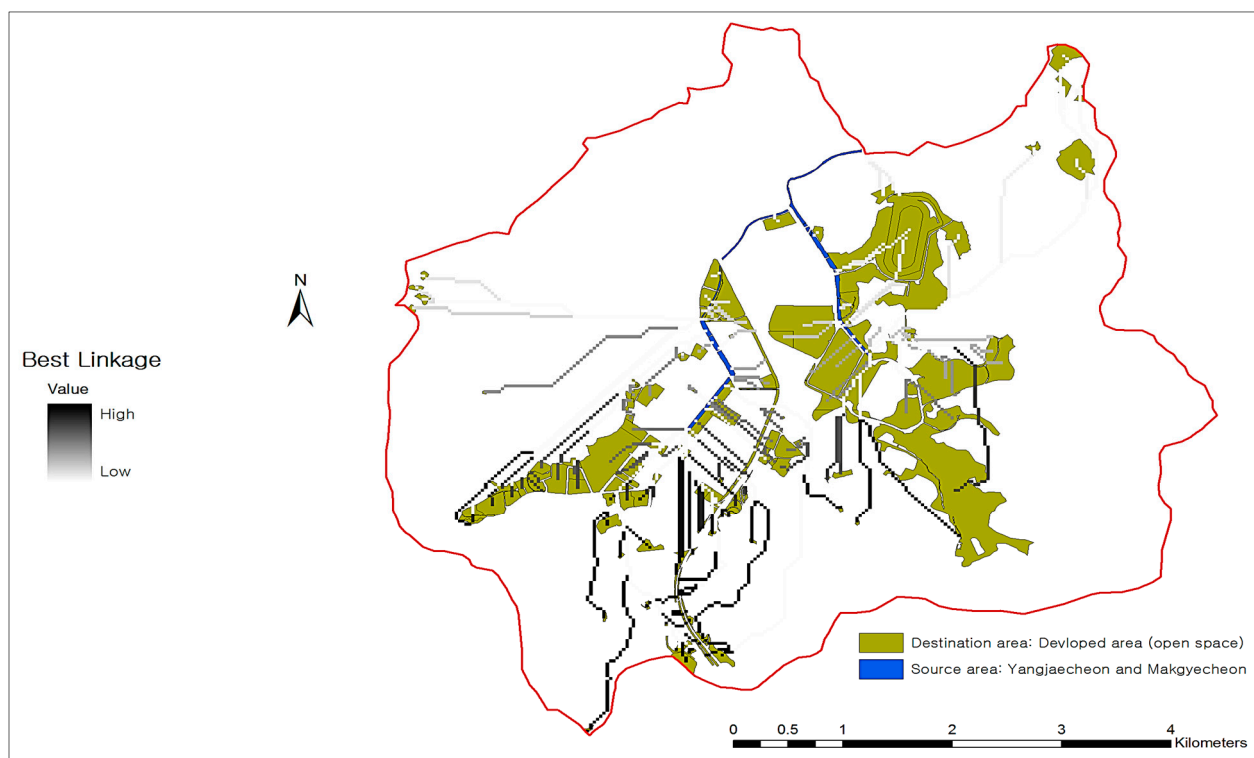 N
Best Linkage
Value
High
Low
Destination area: Devloped area (open space)
Source area: Yangjaecheon and Makgyecheon
0 0.5 1 2 3 4
Kilometers